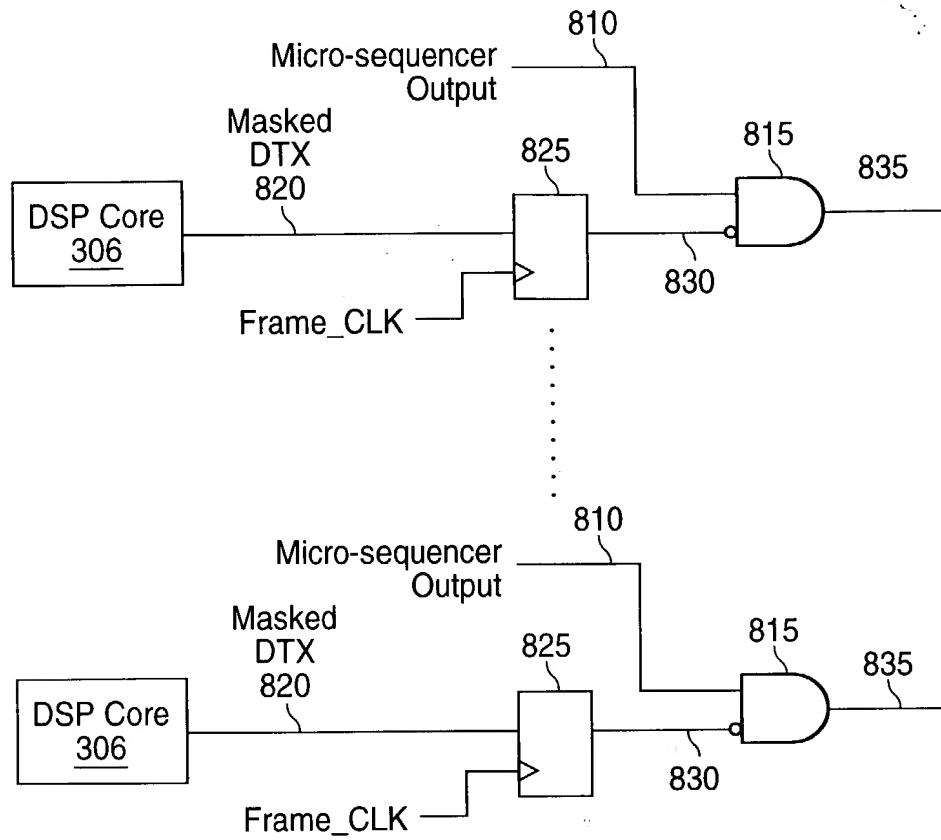 810
Micro-sequencer
Output
Masked
DTX
820
825
815
835
DSP Core
306
830
Frame_CLK
810
Micro-sequencer
Output
Masked
DTX
820
825
815
835
DSP Core
306
830
Frame_CLK